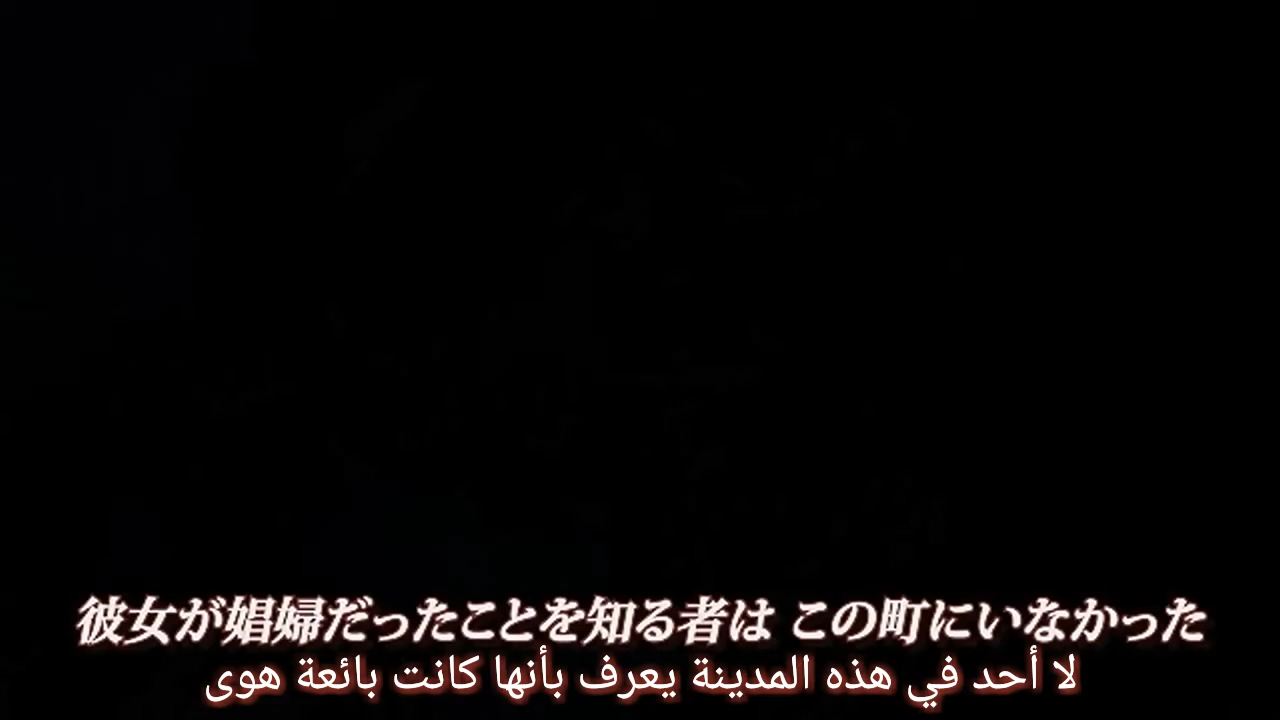 彼女が娼婦だったことを知る者は この町にいなかった
لا أحد في هذه المدينة يعرف بأنها كانت بائعة هوى